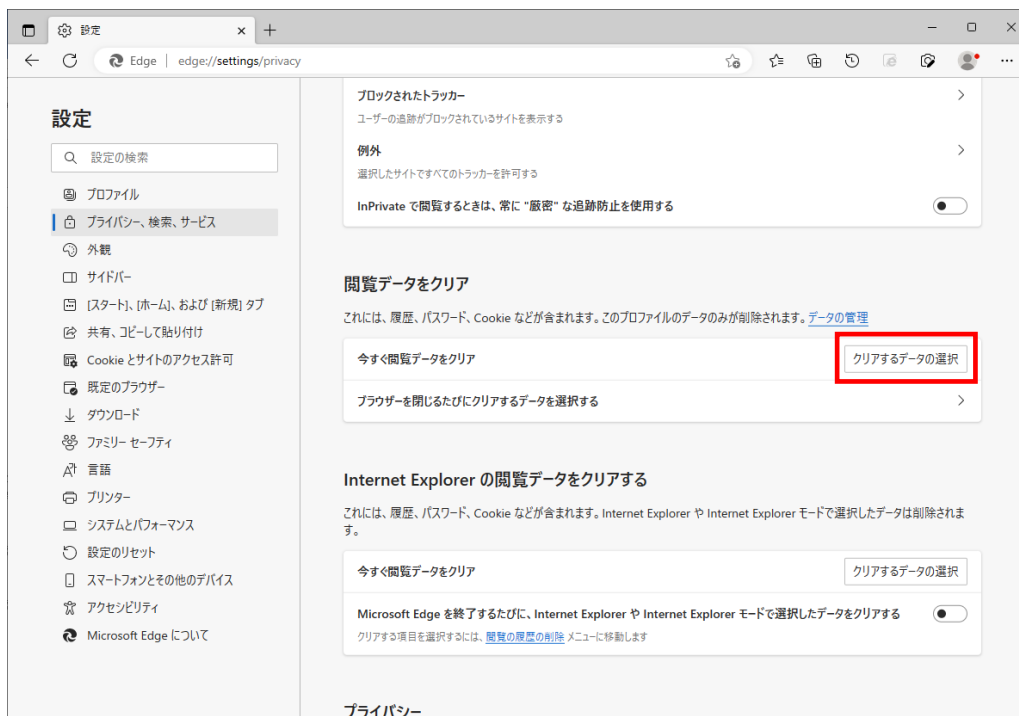 設定
Edge | edge://settings/privacy
設定
設定の検索
プロファイル
プライバシー、検索、サービス
外観
サイドバー
[スタート]、[ホーム]、および [新規] タブ
共有、コピーして貼り付け
Cookie とサイトのアクセス許可
既定のブラウザー
ダウンロード
ファミリー セーフティ
言語
プリンター
システムとパフォーマンス
設定のリセット
スマートフォンとその他のデバイス
アクセシビリティ
Microsoft Edge について
ブロックされたトラッカー
ユーザーの追跡がブロックされているサイトを表示する
例外
選択したサイトですべてのトラッカーを許可する
InPrivate で閲覧するときは、常に "厳密" な追跡防止を使用する
閲覧データをクリア
これには、履歴、パスワード、Cookie などが含まれます。このプロファイルのデータのみが削除されます。データの管理
今すぐ閲覧データをクリア
クリアするデータの選択
ブラウザーを閉じるたびにクリアするデータを選択する
Internet Explorer の閲覧データをクリアする
これには、履歴、パスワード、Cookie などが含まれます。Internet Explorer や Internet Explorer モードで選択したデータは削除されま
す。
今すぐ閲覧データをクリア
クリアするデータの選択
Microsoft Edge を終了するたびに、Internet Explorer や Internet Explorer モードで選択したデータをクリアする
クリアする項目を選択するには、閲覧の履歴の削除 メニューに移動します
プライバシー